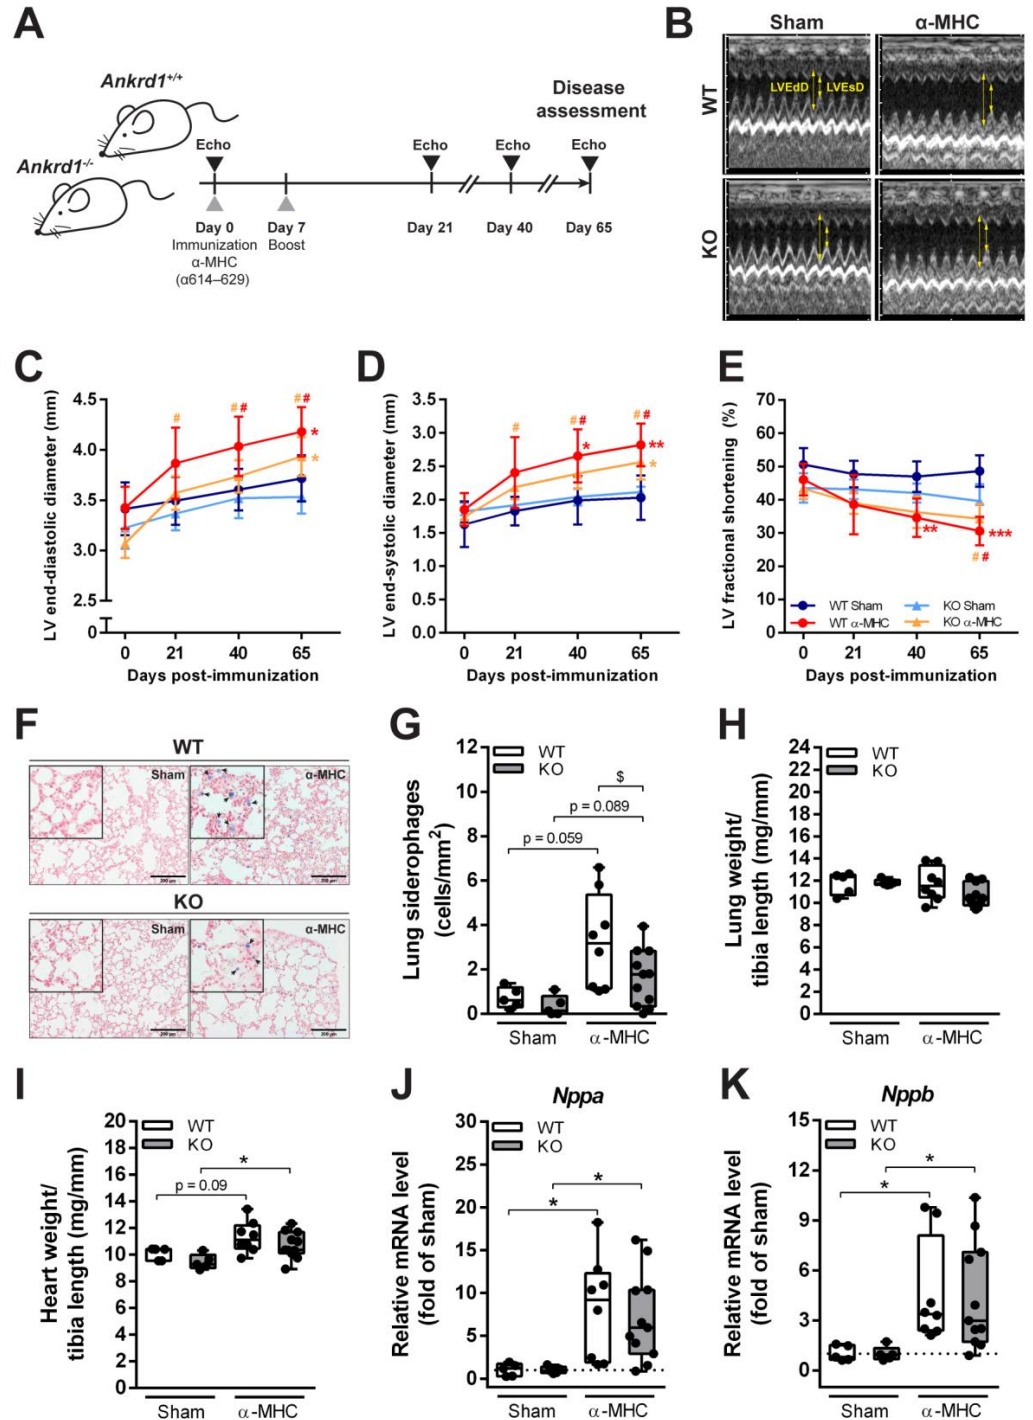 A
Ankrd1+/+
Ankrd1-/-
Disease
assessment
Echo
Echo
Echo
Echo
Day 0
Day 7
Day 21
Day 40
Day 65
Immunization
Boost
α-MHC
(α614–629)
B
Sham
α-MHC
WT
LVEdD
LVEsD
KO
C
LV end-diastolic diameter (mm)
4.5
4.0
3.5
3.0
2.5
0
#
##
##
*
*
0
21
40
65
Days post-immunization
D
LV end-systolic diameter (mm)
3.5
3.0
2.5
2.0
1.5
1.0
0.5
0.0
#
##
*
##
**
*
0
21
40
65
Days post-immunization
E
LV fractional shortening (%)
70
60
50
40
30
20
10
0
**
***
##
WT Sham
KO Sham
WT α-MHC
KO α-MHC
0
21
40
65
Days post-immunization
F
WT
Sham
α-MHC
200 µm
200 µm
KO
Sham
α-MHC
200 µm
200 µm
G
Lung siderophages
(cells/mm2)
12
10
8
6
4
2
0
WT
KO
$
p = 0.089
p = 0.059
Sham
α-MHC
H
Lung weight/
tibia length (mg/mm)
24
22
20
18
16
14
12
10
8
6
4
2
0
WT
KO
Sham
α-MHC
I
Heart weight/
tibia length (mg/mm)
20
18
16
14
12
10
8
6
4
2
0
WT
KO
*
p = 0.09
Sham
α-MHC
J
Nppa
Relative mRNA level
(fold of sham)
30
25
20
15
10
5
0
WT
KO
*
*
Sham
α-MHC
K
Nppb
Relative mRNA level
(fold of sham)
15
12
9
6
3
0
WT
KO
*
*
Sham
α-MHC